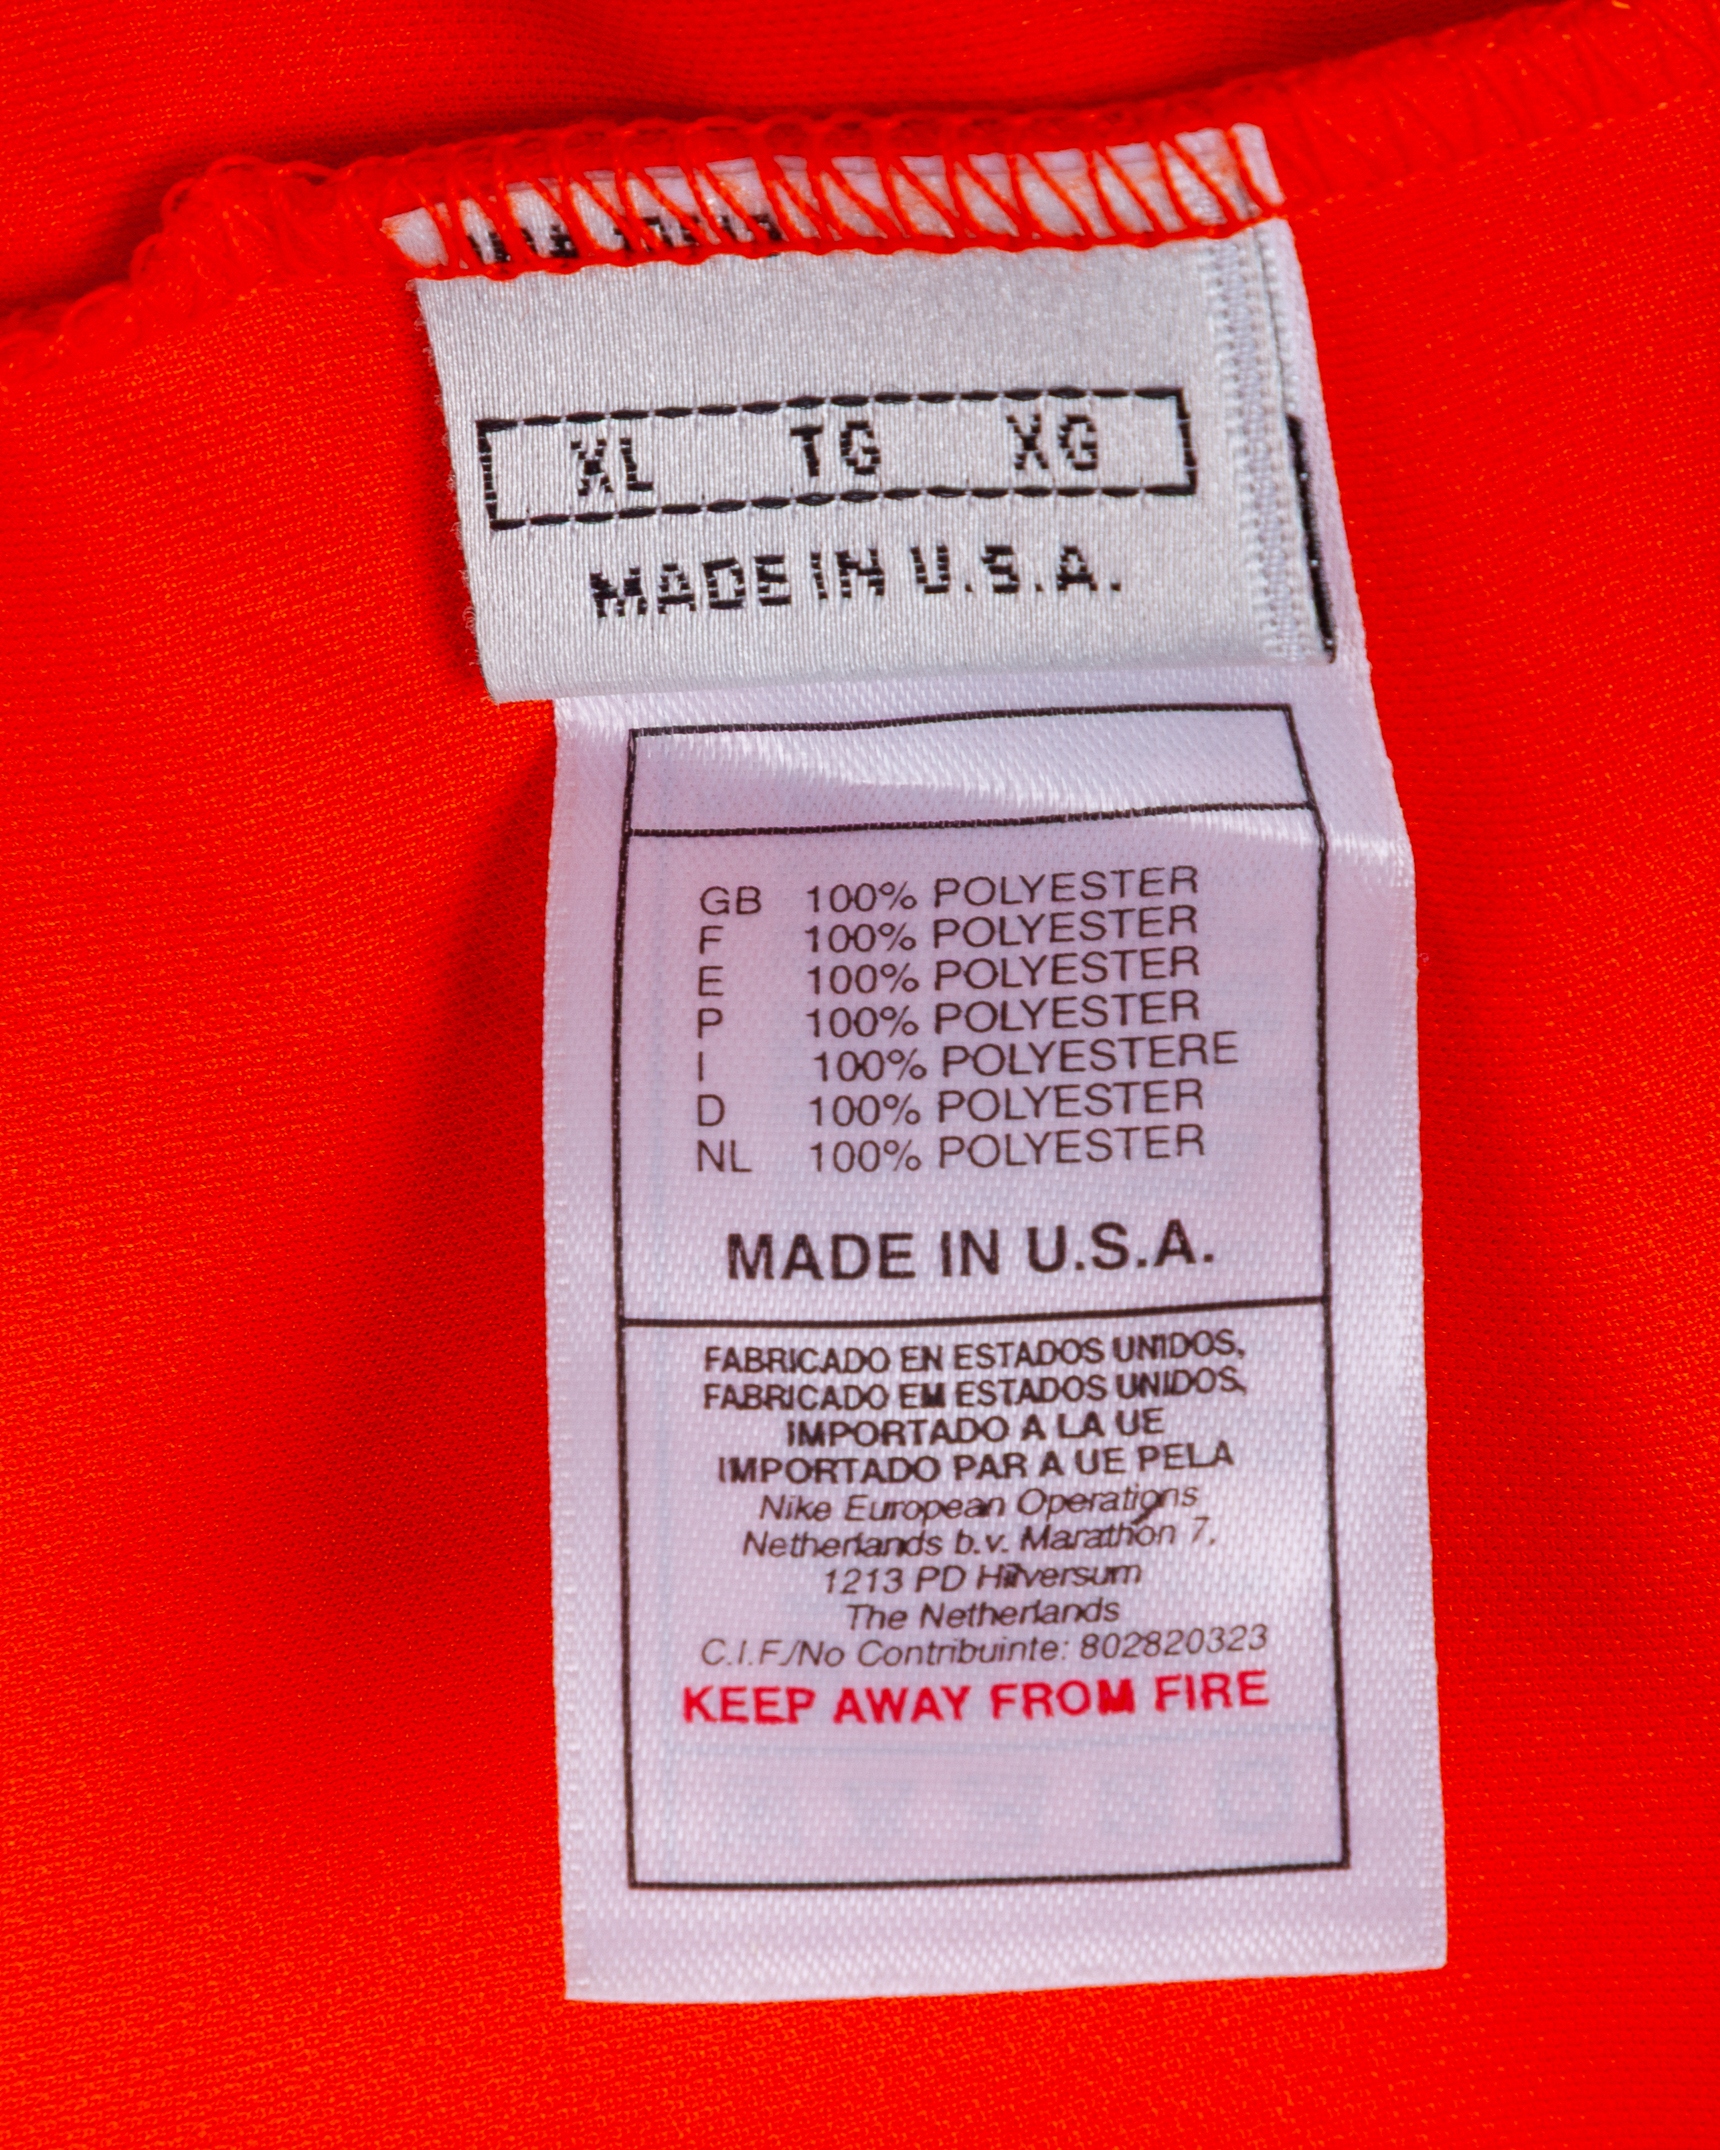 XL TG XG
MADE IN U.S.A.
GB 100% POLYESTER
F 100% POLYESTER
E 100% POLYESTER
P 100% POLYESTER
I 100% POLYESTERE
D 100% POLYESTER
NL 100% POLYESTER
MADE IN U.S.A.
FABRICADO EN ESTADOS UNIDOS,
FABRICADO EM ESTADOS UNIDOS,
IMPORTADO A LA UE
IMPORTADO PAR A UE PELA
Nike European Operations
Netherlands b.v. Marathon 7,
1213 PD Hilversum
The Netherlands
C.I.F./No Contribuinte: 802820323
KEEP AWAY FROM FIRE